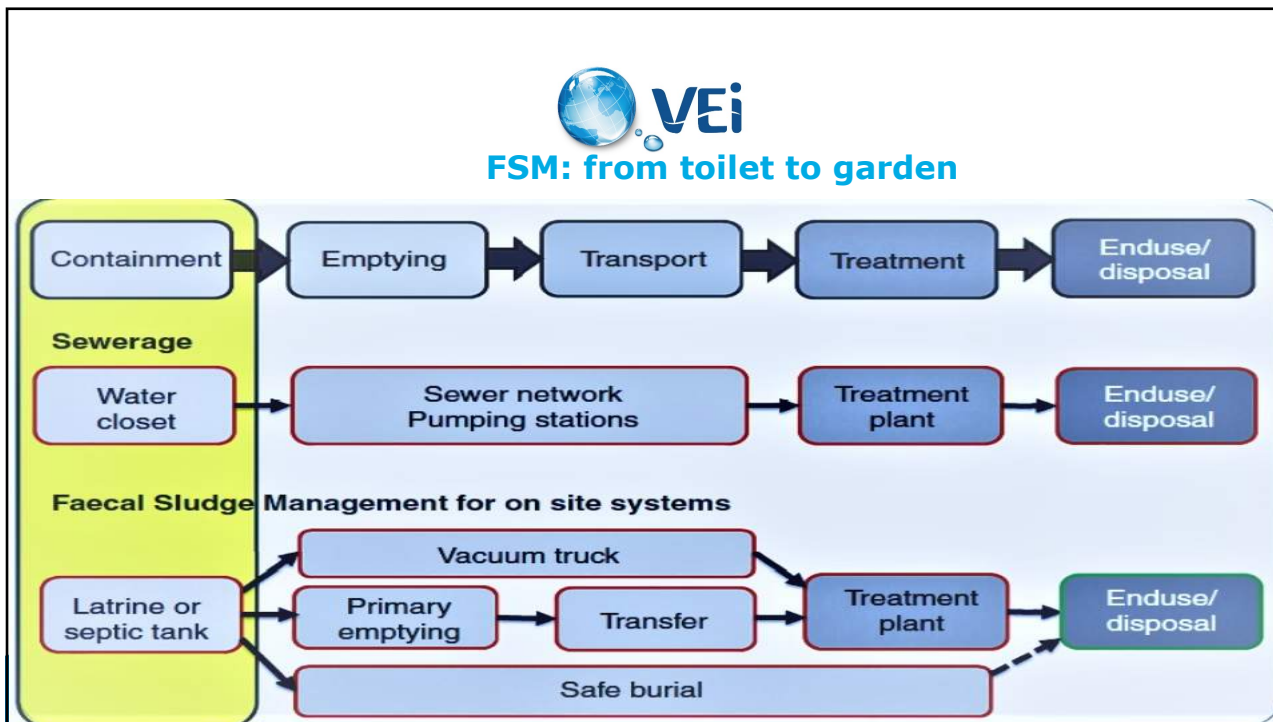 VEi
FSM: from toilet to garden
Containment
Emptying
Transport
Treatment
Enduse/
disposal
Sewerage
Water
closet
Sewer network
Pumping stations
Treatment
plant
Enduse/
disposal
Faecal Sludge Management for on site systems
Vacuum truck
Latrine or
septic tank
Primary
emptying
Transfer
Treatment
plant
Enduse/
disposal
Safe burial